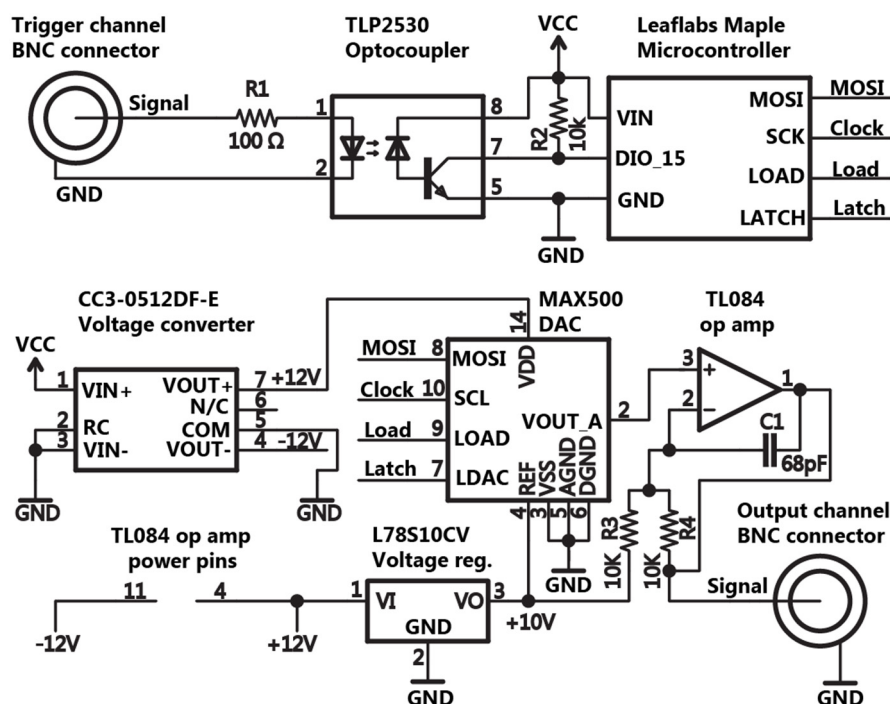 Trigger channel
BNC connector
TLP2530
Optocoupler
VCC
Leaflabs Maple
Microcontroller
Signal
R1
100 Ω
1
2
8
7
5
R2
10k
VIN
DIO_15
GND
MOSI
SCK
LOAD
LATCH
MOSI
Clock
Load
Latch
GND
GND
CC3-0512DF-E
Voltage converter
VCC
1
2
3
VIN+
RC
VIN-
VOUT+
N/C
COM
VOUT-
7
6
5
4
+12V
-12V
GND
GND
MAX500
DAC
14
VDD
MOSI
Clock
Load
Latch
8
10
9
7
MOSI
SCL
LOAD
LDAC
VOUT_A
2
REF
VSS
AGND
DGND
4
3
5
6
GND
TL084
op amp
3
2
1
+
−
C1
68pF
R3
10K
R4
10K
Output channel
BNC connector
Signal
GND
TL084 op amp
power pins
11
4
-12V
+12V
L78S10CV
Voltage reg.
1
VI
VO
GND
3
2
+10V
GND